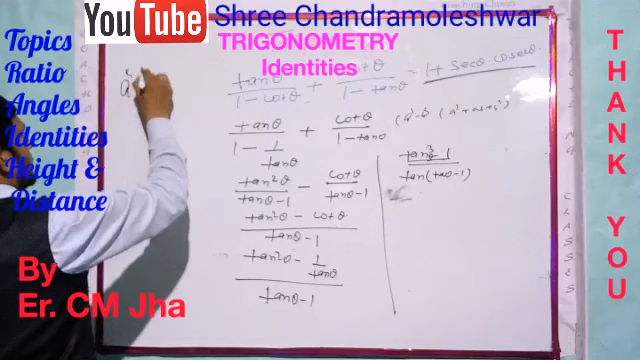 YouTube Shree Chandramoleshwar
TRIGONOMETRY
Identities
Topics
Ratio
Angles
Identities
Height &
Distance
By
Er. CM Jha
THANK YOU
tanθ / 1 - cotθ + cotθ / 1 - tanθ = 1 + secθ cosecθ.
tanθ / 1 - 1/tanθ + cotθ / 1 - tanθ
tan²θ / tanθ - 1 - cotθ / tanθ - 1
tan²θ - cotθ / tanθ - 1
tan²θ - 1/tanθ / tanθ - 1
tan³θ - 1
tan(tanθ - 1)